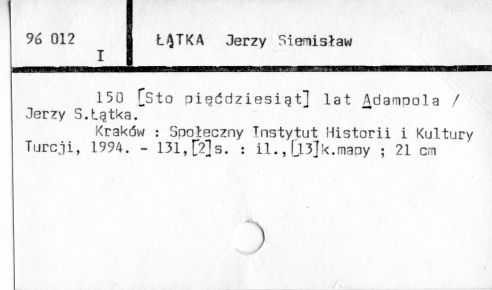 96 012
I
ŁĄTKA Jerzy Siemisław
150 [Sto pięćdziesiąt] lat Adampola /
Jerzy S.Łątka.
Kraków : Społeczny Instytut Historii i Kultury
Turcji, 1994. - 131,[2]s. : il.,[13]k.mapy ; 21 cm